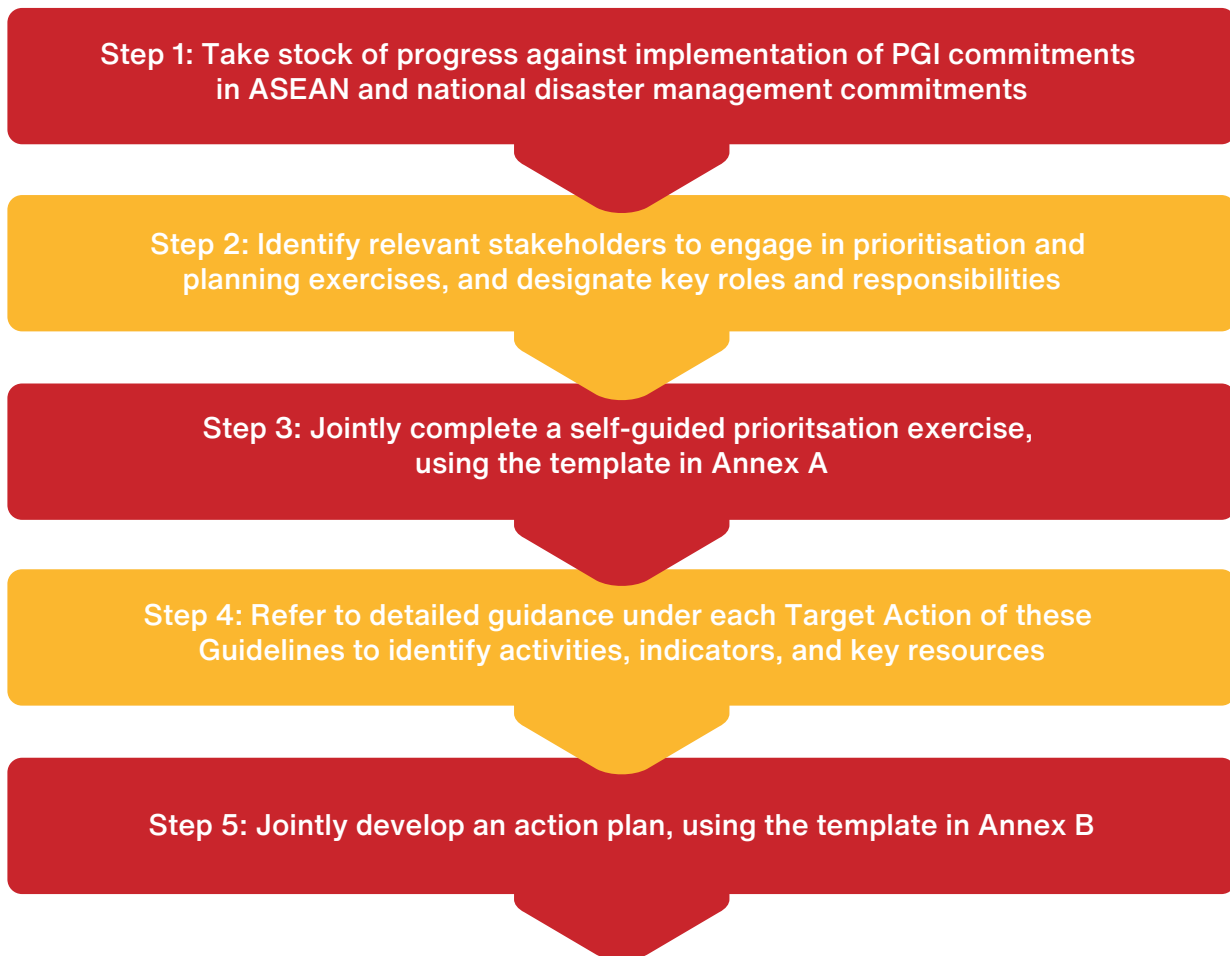 Step 1: Take stock of progress against implementation of PGI commitments
in ASEAN and national disaster management commitments
Step 2: Identify relevant stakeholders to engage in prioritisation and
planning exercises, and designate key roles and responsibilities
Step 3: Jointly complete a self-guided prioritsation exercise,
using the template in Annex A
Step 4: Refer to detailed guidance under each Target Action of these
Guidelines to identify activities, indicators, and key resources
Step 5: Jointly develop an action plan, using the template in Annex B